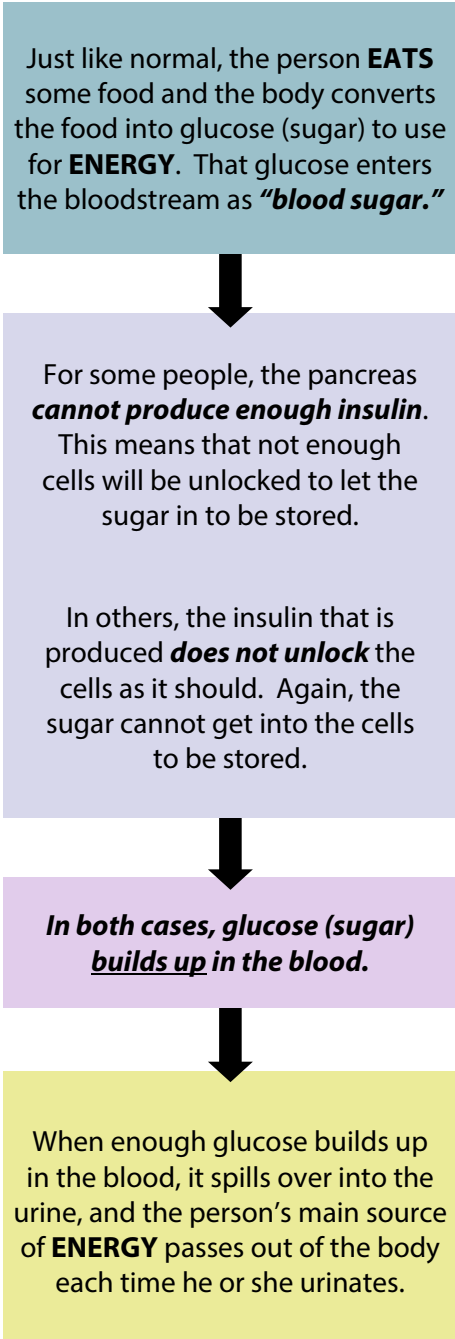 Just like normal, the person EATS
some food and the body converts
the food into glucose (sugar) to use
for ENERGY.  That glucose enters
the bloodstream as “blood sugar.”
For some people, the pancreas
cannot produce enough insulin.
This means that not enough
cells will be unlocked to let the
sugar in to be stored.
In others, the insulin that is
produced does not unlock the
cells as it should.  Again, the
sugar cannot get into the cells
to be stored.
In both cases, glucose (sugar)
builds up in the blood.
When enough glucose builds up
in the blood, it spills over into the
urine, and the person’s main source
of ENERGY passes out of the body
each time he or she urinates.